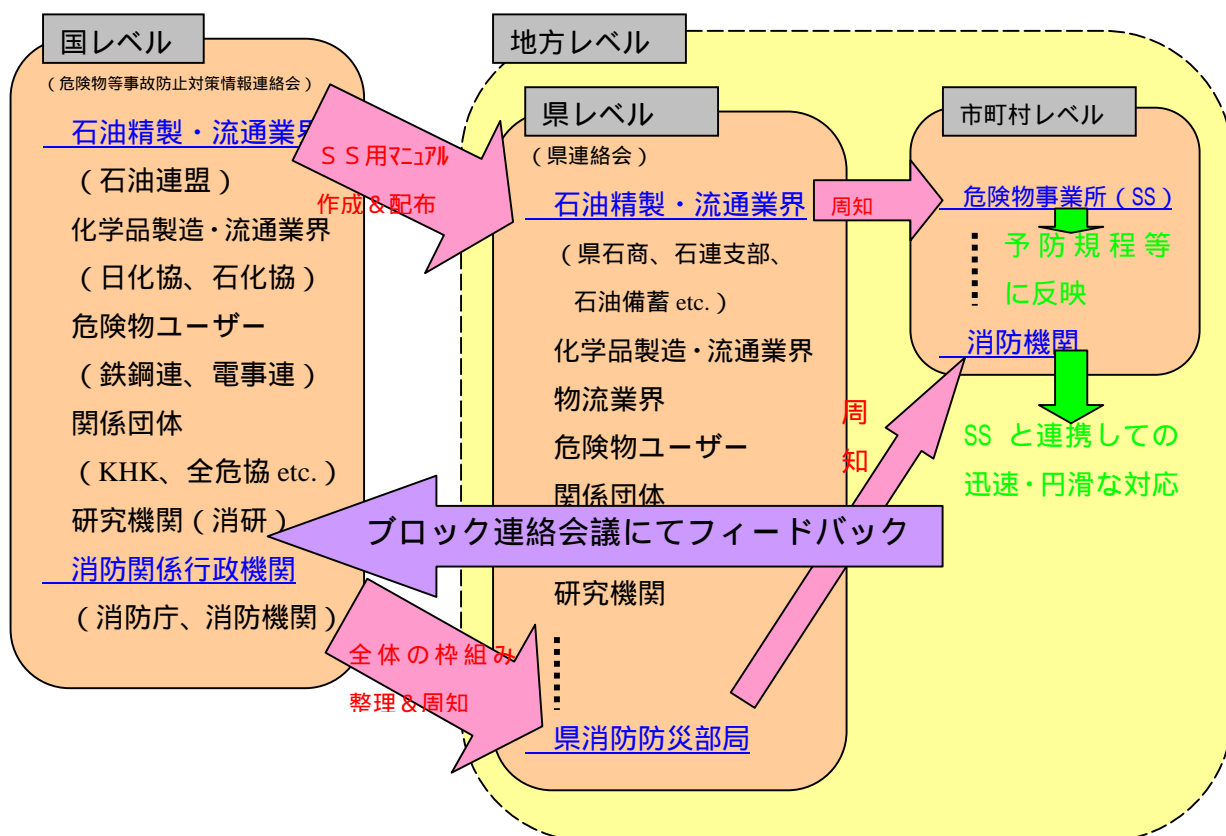 国レベル
（危険物等事故防止対策情報連絡会）
石油精製・流通業界
（石油連盟）
化学品製造・流通業界
（日化協、石化協）
危険物ユーザー
（鉄鋼連、電事連）
関係団体
（KHK、全危協 etc.）
研究機関（消研）
消防関係行政機関
（消防庁、消防機関）
ＳＳ用ﾏﾆｭｱﾙ
作成＆配布
全体の枠組み
整理＆周知
地方レベル
県レベル
（県連絡会）
石油精製・流通業界
（県石商、石連支部、
石油備蓄 etc.）
化学品製造・流通業界
物流業界
危険物ユーザー
関係団体
研究機関
県消防防災部局
ブロック連絡会議にてフィードバック
周知
周
知
市町村レベル
危険物事業所（SS）
予防規程等
に反映
消防機関
SS と連携しての
迅速・円滑な対応